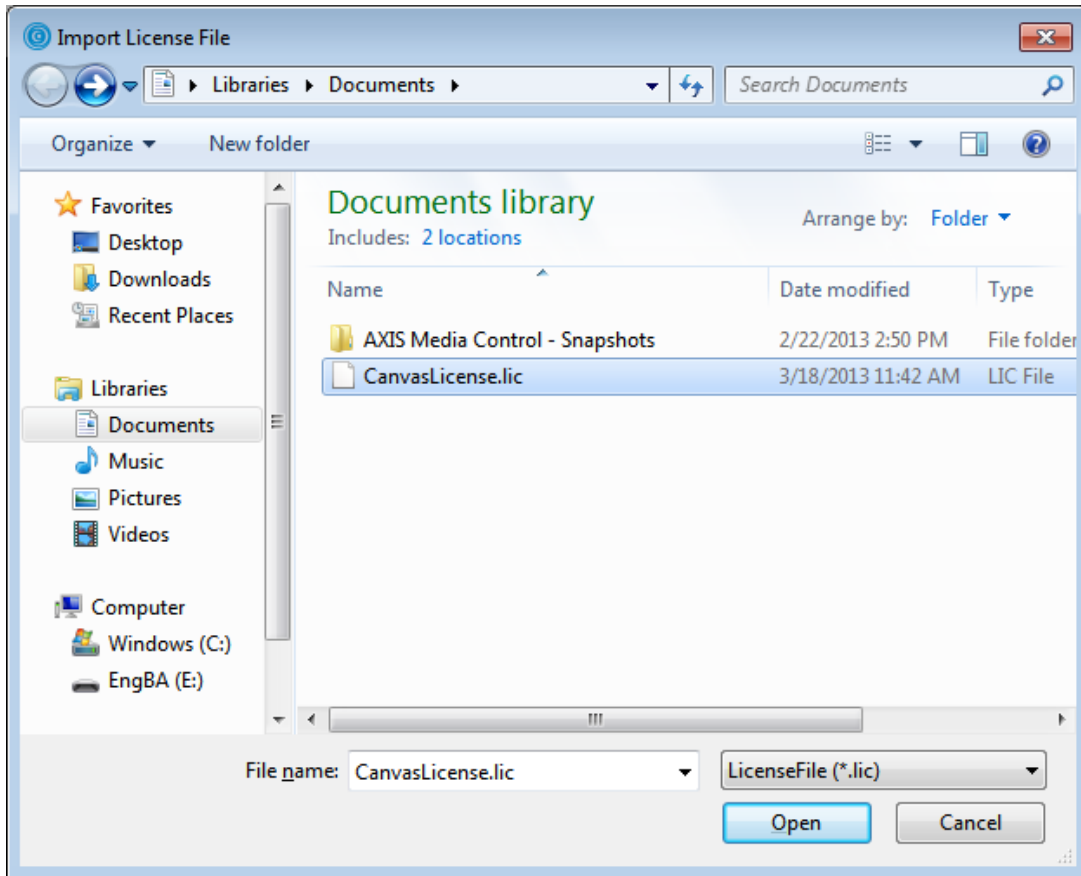 Import License File
Libraries Documents Search Documents
Organize New folder
Favorites
Desktop
Downloads
Recent Places
Libraries
Documents
Music
Pictures
Videos
Computer
Windows (C:)
EngBA (E:)
Documents library
Includes: 2 locations
Arrange by: Folder
Name Date modified Type
AXIS Media Control - Snapshots 2/22/2013 2:50 PM File folder
CanvasLicense.lic 3/18/2013 11:42 AM LIC File
File name: CanvasLicense.lic LicenseFile (*.lic)
Open Cancel